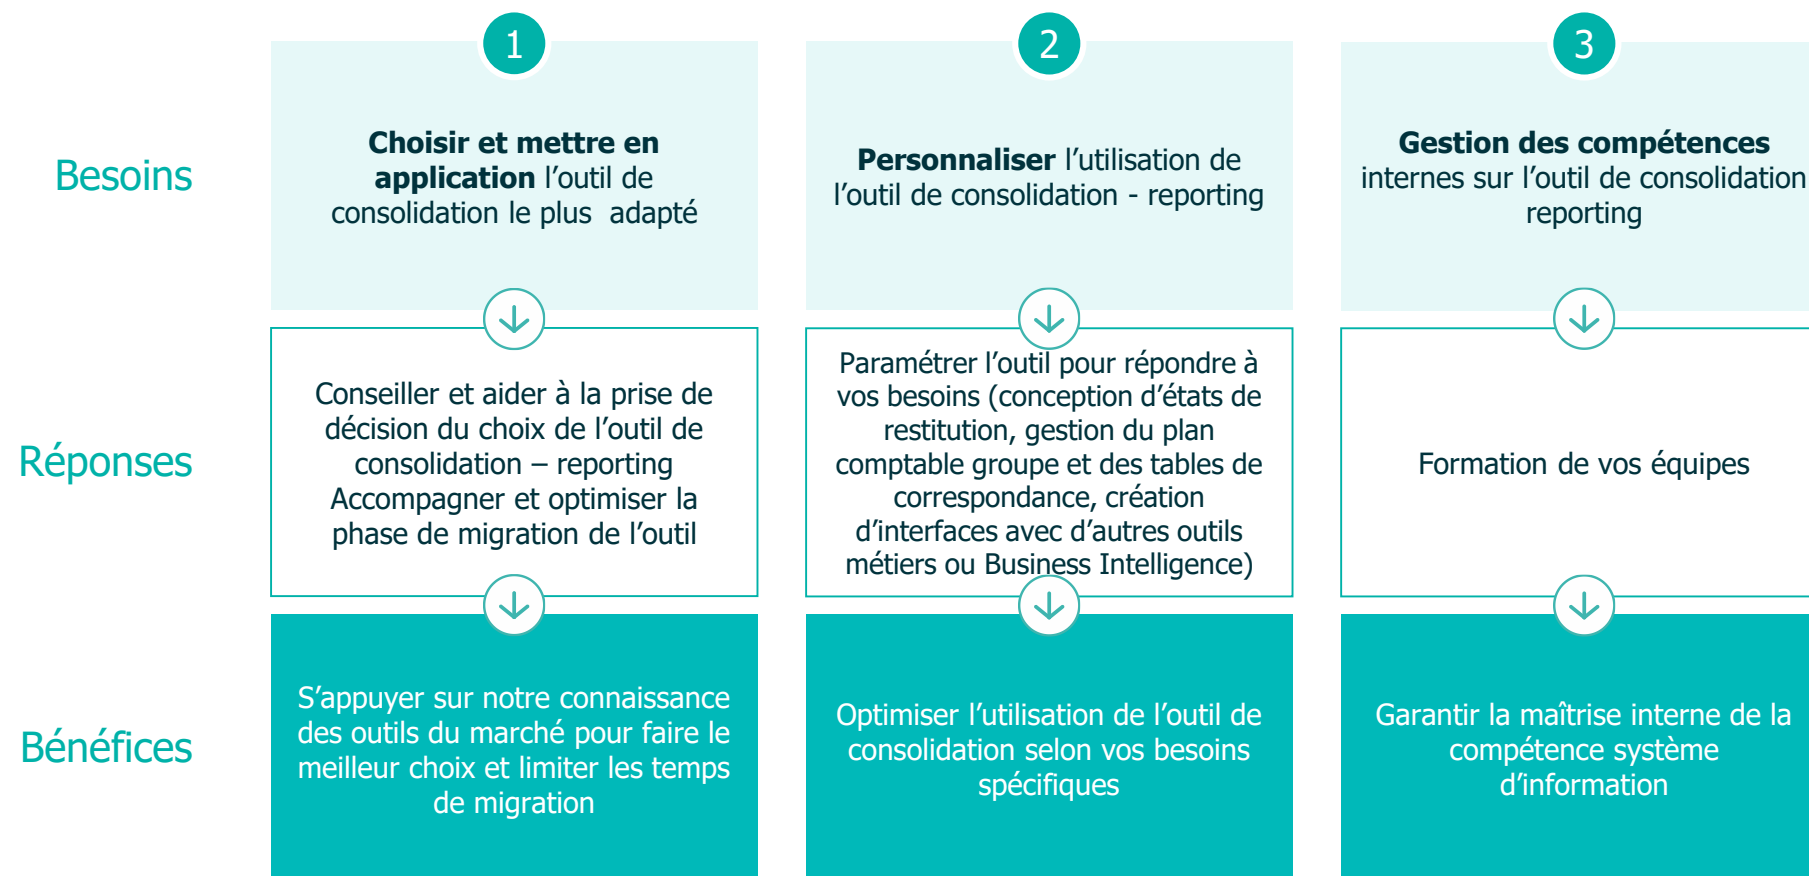 1
2
3
Besoins
Choisir et mettre en
application l’outil de
consolidation le plus  adapté
Personnaliser l’utilisation de
l’outil de consolidation - reporting
Gestion des compétences
internes sur l’outil de consolidation
reporting
Réponses
Conseiller et aider à la prise de
décision du choix de l’outil de
consolidation – reporting
Accompagner et optimiser la
phase de migration de l’outil
Paramétrer l’outil pour répondre à
vos besoins (conception d’états de
restitution, gestion du plan
comptable groupe et des tables de
correspondance, création
d’interfaces avec d’autres outils
métiers ou Business Intelligence)
Formation de vos équipes
Bénéfices
S’appuyer sur notre connaissance
des outils du marché pour faire le
meilleur choix et limiter les temps
de migration
Optimiser l’utilisation de l’outil de
consolidation selon vos besoins
spécifiques
Garantir la maîtrise interne de la
compétence système
d’information